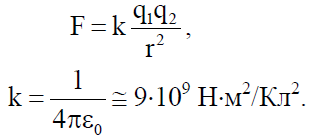 F = k q₁q₂ / r² ,
k = 1 / 4πε₀ ≅ 9·10⁹ Н·м²/Кл².